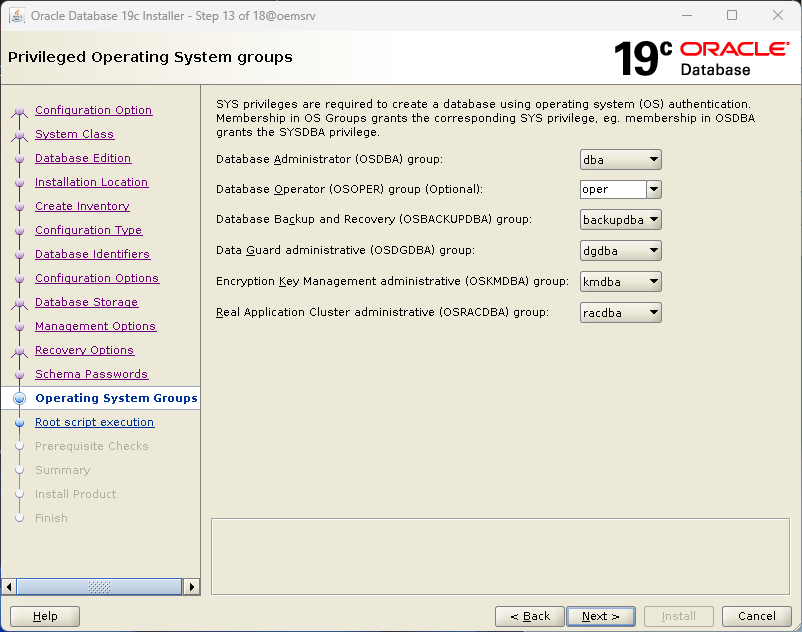 Oracle Database 19c Installer - Step 13 of 18@oemsrv
Privileged Operating System groups
19c ORACLE
Database
Configuration Option
System Class
Database Edition
Installation Location
Create Inventory
Configuration Type
Database Identifiers
Configuration Options
Database Storage
Management Options
Recovery Options
Schema Passwords
Operating System Groups
Root script execution
Prerequisite Checks
Summary
Install Product
Finish
SYS privileges are required to create a database using operating system (OS) authentication.
Membership in OS Groups grants the corresponding SYS privilege, eg. membership in OSDBA
grants the SYSDBA privilege.
Database Administrator (OSDBA) group: dba
Database Operator (OSOPER) group (Optional): oper
Database Backup and Recovery (OSBACKUPDBA) group: backupdba
Data Guard administrative (OSDGDBA) group: dgdba
Encryption Key Management administrative (OSKMDBA) group: kmdba
Real Application Cluster administrative (OSRACDBA) group: racdba
Help < Back Next > Install Cancel